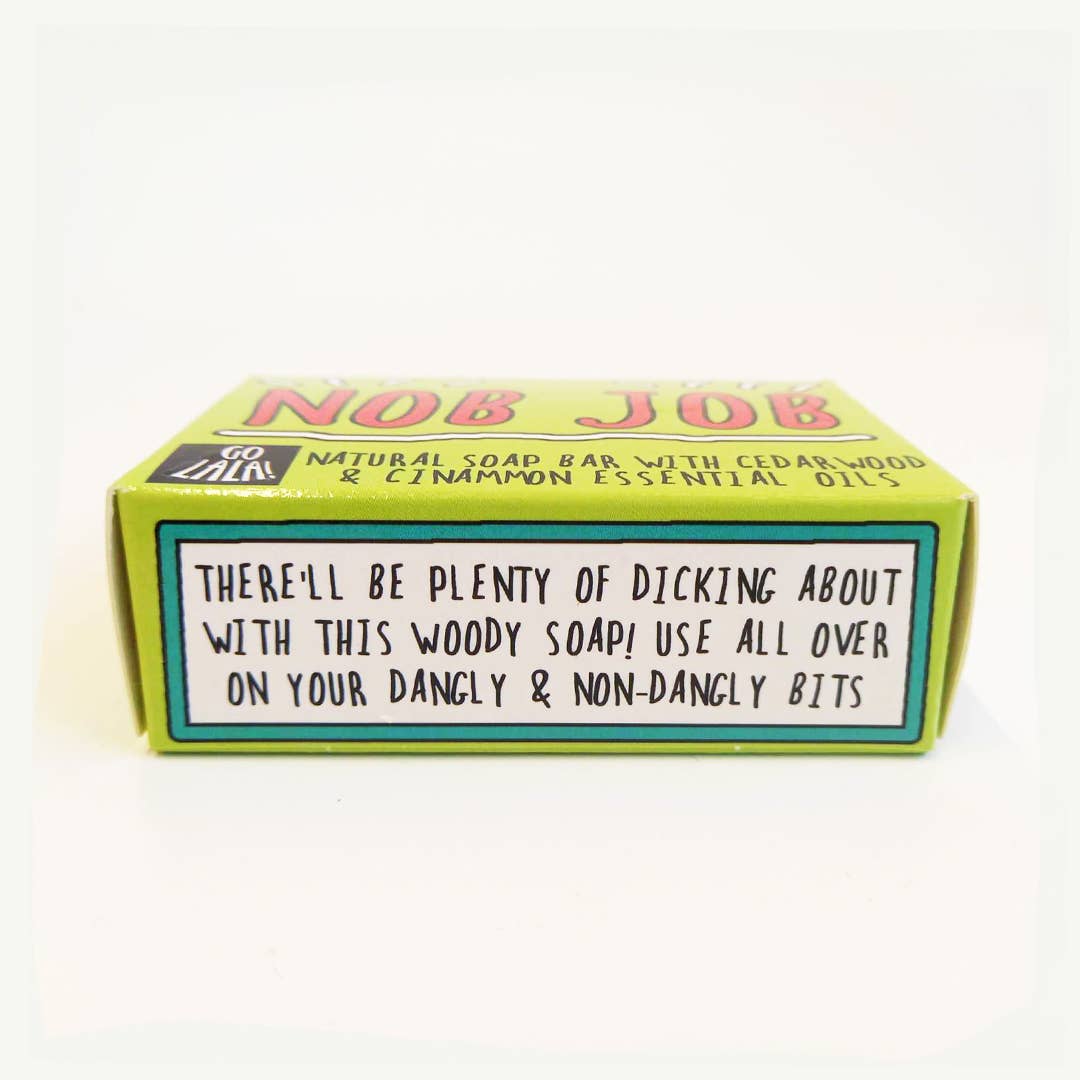 NOB JOB
GO
LALA!
NATURAL SOAP BAR WITH CEDARWOOD
& CINAMMON ESSENTIAL OILS
THERE'LL BE PLENTY OF DICKING ABOUT
WITH THIS WOODY SOAP! USE ALL OVER
ON YOUR DANGLY & NON-DANGLY BITS